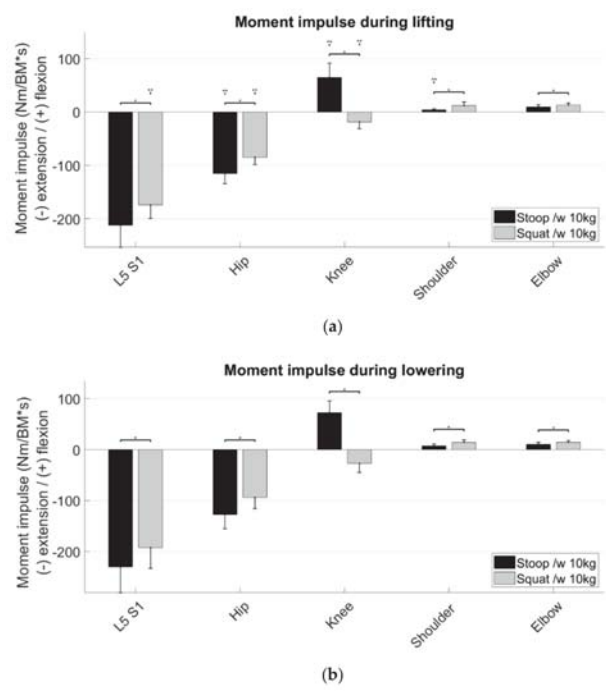 Moment impulse during lifting
Moment impulse (Nm/BM*s)
(-) extension / (+) flexion
100
0
-100
-200
Stoop /w 10kg
Squat /w 10kg
L5 S1
Hip
Knee
Shoulder
Elbow
(a)
Moment impulse during lowering
Moment impulse (Nm/BM*s)
(-) extension / (+) flexion
100
0
-100
-200
Stoop /w 10kg
Squat /w 10kg
L5 S1
Hip
Knee
Shoulder
Elbow
(b)